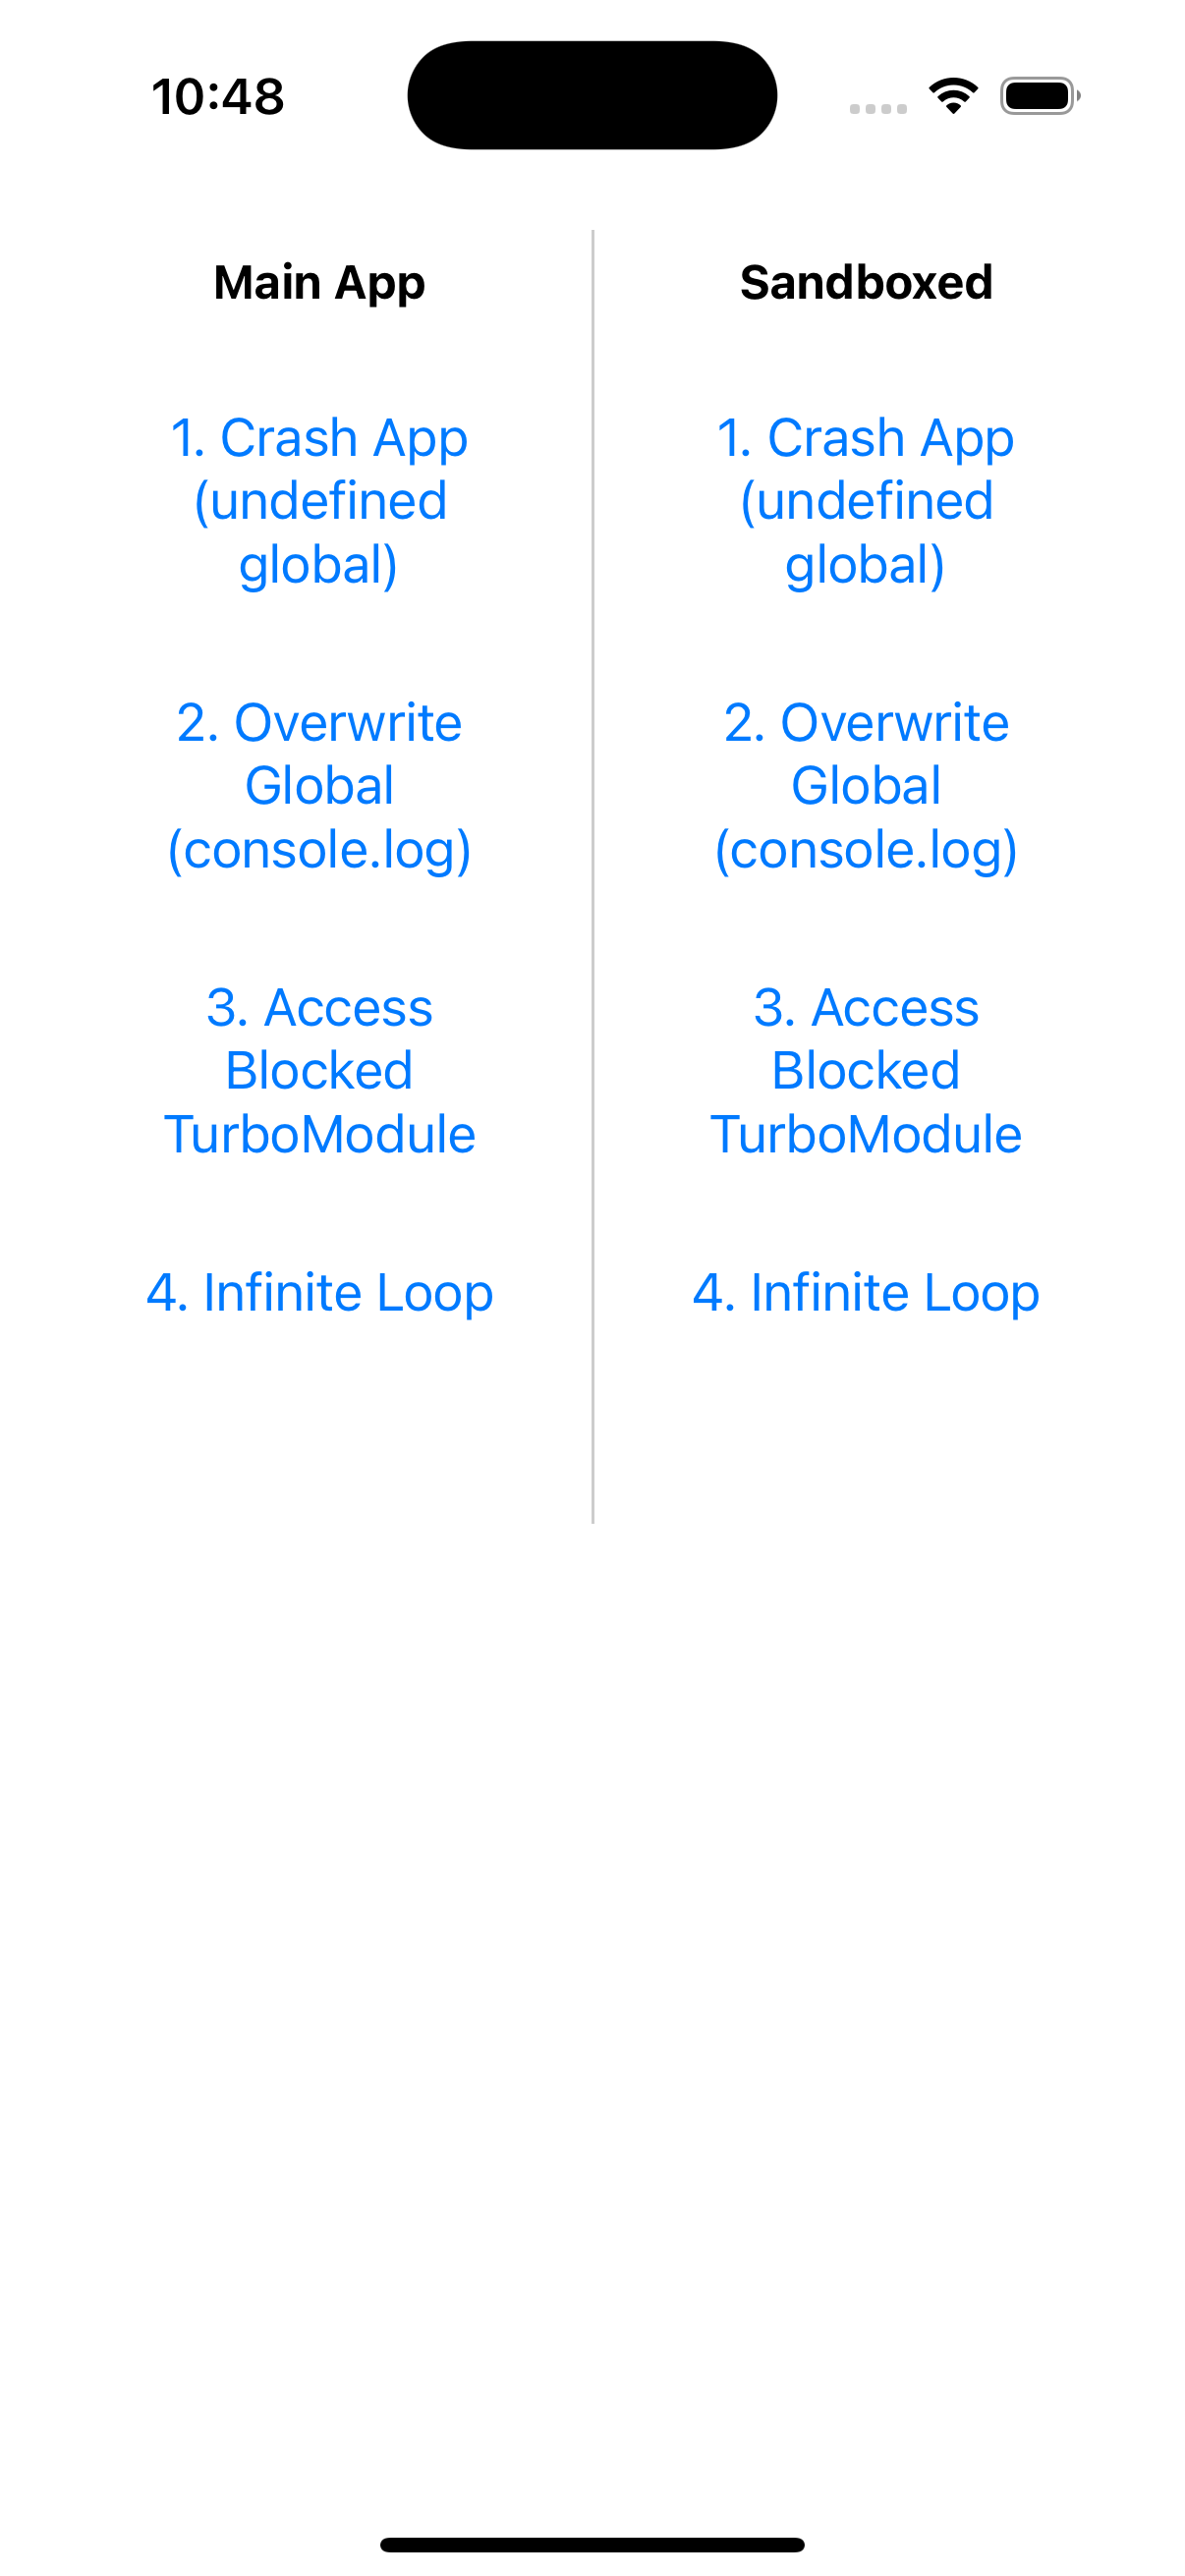 10:48
Main App
1. Crash App
(undefined
global)
2. Overwrite
Global
(console.log)
3. Access
Blocked
TurboModule
4. Infinite Loop
Sandboxed
1. Crash App
(undefined
global)
2. Overwrite
Global
(console.log)
3. Access
Blocked
TurboModule
4. Infinite Loop